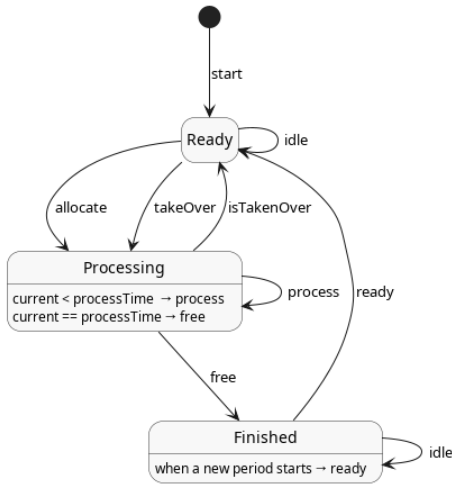 start
Ready
idle
allocate
takeOver
isTakenOver
Processing
current < processTime → process
current == processTime → free
process
ready
free
Finished
when a new period starts → ready
idle